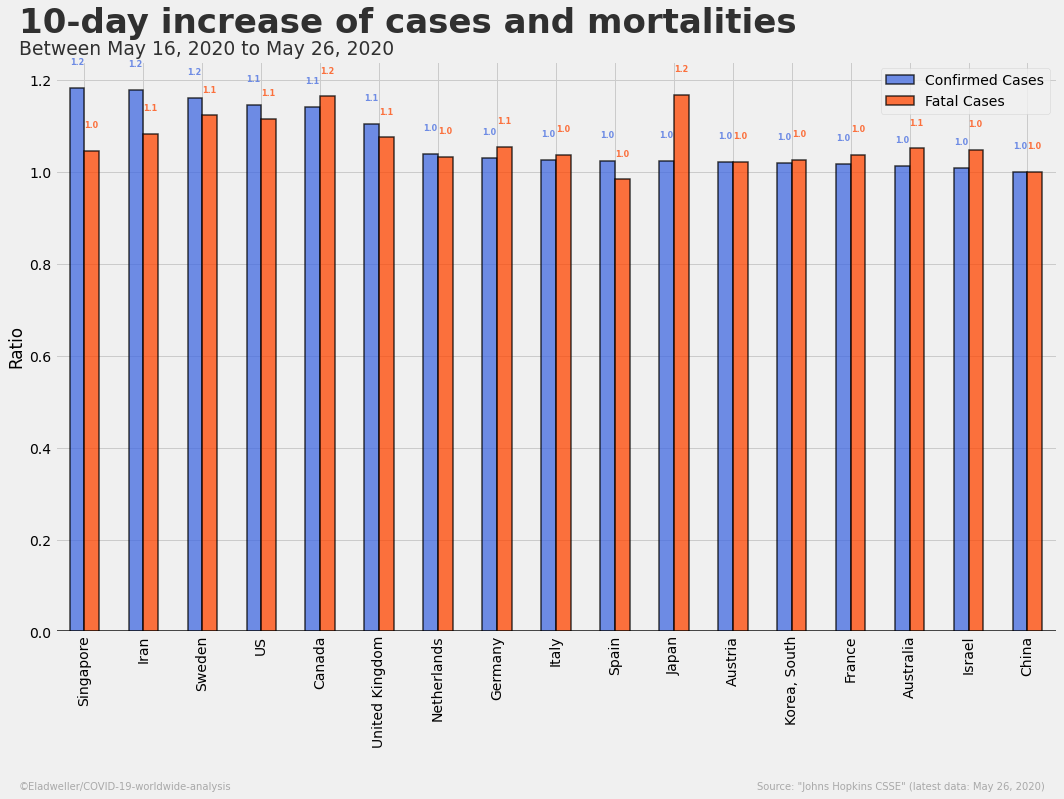 10-day increase of cases and mortalities
Between May 16, 2020 to May 26, 2020
Confirmed Cases
Fatal Cases
1.2 1.0 1.2 1.1 1.2 1.1 1.1 1.1 1.1 1.2 1.1 1.1 1.0 1.0 1.0 1.1 1.0 1.0 1.0 1.0 1.0 1.2 1.0 1.0 1.0 1.0 1.0 1.0 1.0 1.1 1.0 1.0 1.0 1.0
Ratio
1.2
1.0
0.8
0.6
0.4
0.2
0.0
Singapore
Iran
Sweden
US
Canada
United Kingdom
Netherlands
Germany
Italy
Spain
Japan
Austria
Korea, South
France
Australia
Israel
China
©Eladweller/COVID-19-worldwide-analysis
Source: "Johns Hopkins CSSE" (latest data: May 26, 2020)